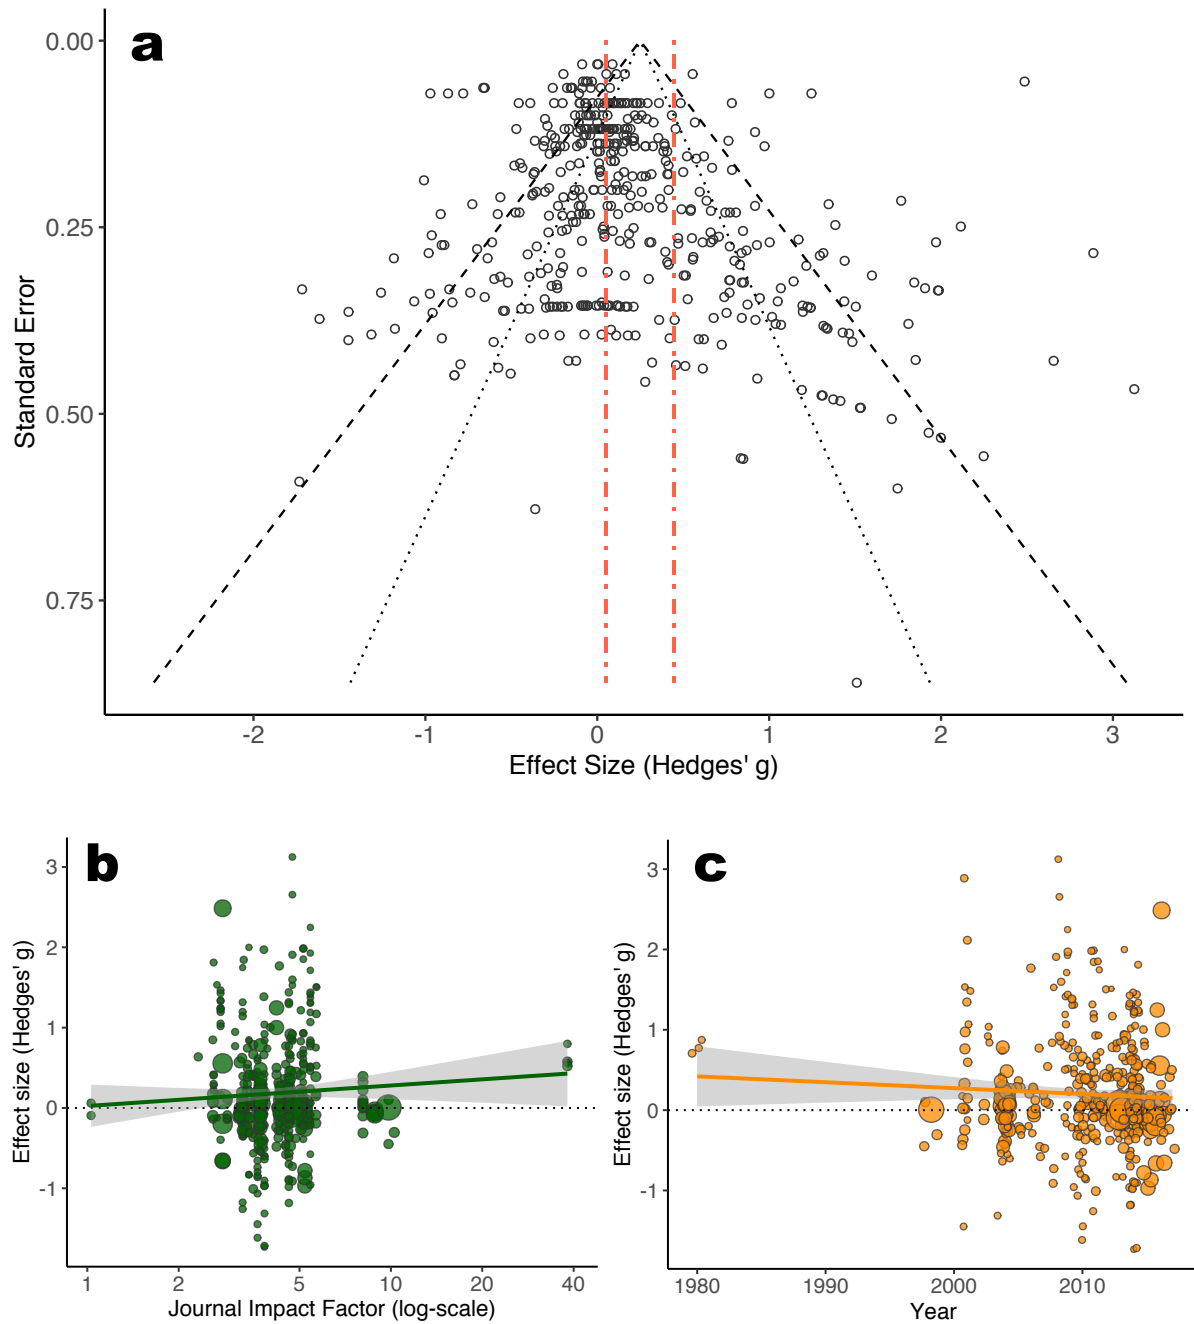 a
0.00
0.25
0.50
0.75
Standard Error
-2 -1 0 1 2 3
Effect Size (Hedges' g)
b
3
2
1
0
-1
Effect size (Hedges' g)
1 2 5 10 20 40
Journal Impact Factor (log-scale)
c
3
2
1
0
-1
Effect size (Hedges' g)
1980 1990 2000 2010
Year